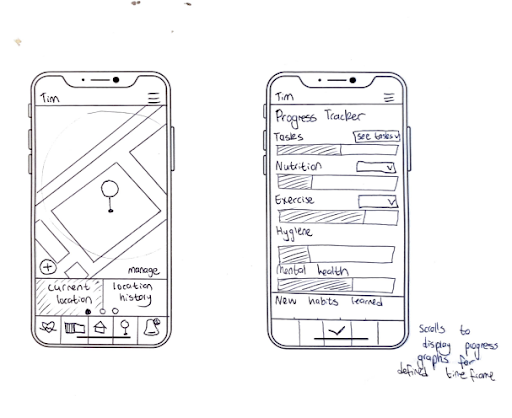 Tim
manage
current location
location history
Tim
Progress Tracker
Tasks
see tasks
Nutrition
Exercise
Hygiene
mental health
New habits learned
scrolls to
display progress
graphs for
defined time frame